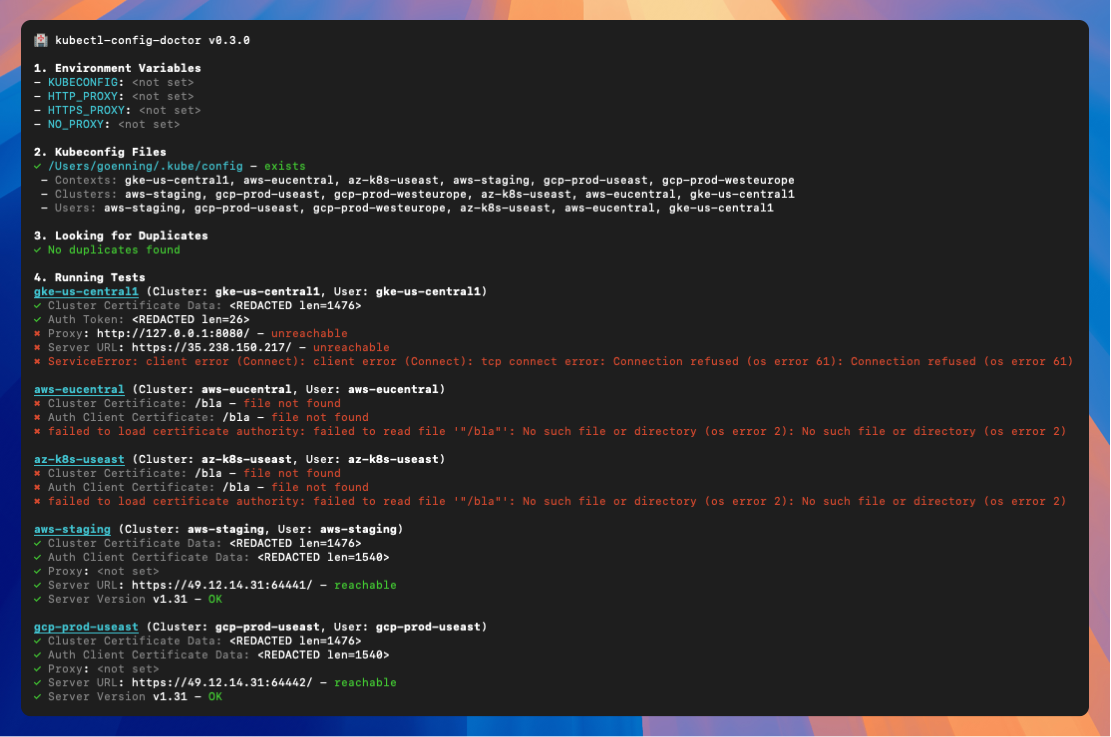 🏥 kubectl-config-doctor v0.3.0
1. Environment Variables
– KUBECONFIG: <not set>
– HTTP_PROXY: <not set>
– HTTPS_PROXY: <not set>
– NO_PROXY: <not set>
2. Kubeconfig Files
✓ /Users/goenning/.kube/config – exists
– Contexts: gke-us-central1, aws-eucentral, az-k8s-useast, aws-staging, gcp-prod-useast, gcp-prod-westeurope
– Clusters: aws-staging, gcp-prod-useast, gcp-prod-westeurope, az-k8s-useast, aws-eucentral, gke-us-central1
– Users: aws-staging, gcp-prod-useast, gcp-prod-westeurope, az-k8s-useast, aws-eucentral, gke-us-central1
3. Looking for Duplicates
✓ No duplicates found
4. Running Tests
gke-us-central1 (Cluster: gke-us-central1, User: gke-us-central1)
✓ Cluster Certificate Data: <REDACTED len=1476>
✓ Auth Token: <REDACTED len=26>
✖ Proxy: http://127.0.0.1:8080/ – unreachable
✖ Server URL: https://35.238.150.217/ – unreachable
✖ ServiceError: client error (Connect): client error (Connect): tcp connect error: Connection refused (os error 61): Connection refused (os error 61)
aws-eucentral (Cluster: aws-eucentral, User: aws-eucentral)
✖ Cluster Certificate: /bla – file not found
✖ Auth Client Certificate: /bla – file not found
✖ failed to load certificate authority: failed to read file '"/bla"': No such file or directory (os error 2): No such file or directory (os error 2)
az-k8s-useast (Cluster: az-k8s-useast, User: az-k8s-useast)
✖ Cluster Certificate: /bla – file not found
✖ Auth Client Certificate: /bla – file not found
✖ failed to load certificate authority: failed to read file '"/bla"': No such file or directory (os error 2): No such file or directory (os error 2)
aws-staging (Cluster: aws-staging, User: aws-staging)
✓ Cluster Certificate Data: <REDACTED len=1476>
✓ Auth Client Certificate Data: <REDACTED len=1540>
✓ Proxy: <not set>
✓ Server URL: https://49.12.14.31:64441/ – reachable
✓ Server Version v1.31 – OK
gcp-prod-useast (Cluster: gcp-prod-useast, User: gcp-prod-useast)
✓ Cluster Certificate Data: <REDACTED len=1476>
✓ Auth Client Certificate Data: <REDACTED len=1540>
✓ Proxy: <not set>
✓ Server URL: https://49.12.14.31:64442/ – reachable
✓ Server Version v1.31 – OK